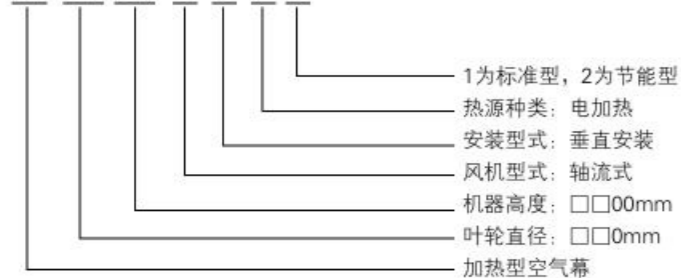 1为标准型，2为节能型
热源种类：电加热
安装型式：垂直安装
风机型式：轴流式
机器高度：□□00mm
叶轮直径：□□0mm
加热型空气幕